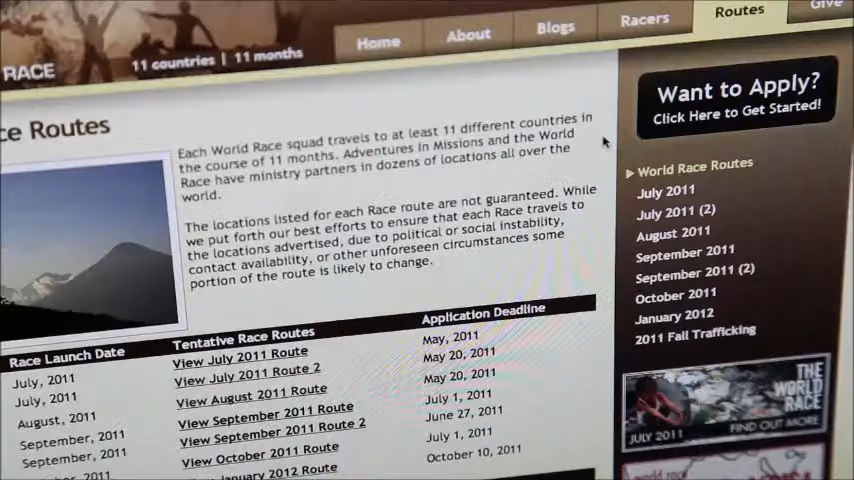 Home
About
Blogs
Racers
Routes
Give
RACE
11 countries | 11 months
ce Routes
Each World Race squad travels to at least 11 different countries in
the course of 11 months. Adventures in Missions and the World
Race have ministry partners in dozens of locations all over the
world.
The locations listed for each Race route are not guaranteed. While
we put forth our best efforts to ensure that each Race travels to
the locations advertised, due to political or social instability,
contact availability, or other unforeseen circumstances some
portion of the route is likely to change.
Race Launch Date Tentative Race Routes Application Deadline
July, 2011 View July 2011 Route May, 2011
July, 2011 View July 2011 Route 2 May 20, 2011
August, 2011 View August 2011 Route May 20, 2011
September, 2011 View September 2011 Route July 1, 2011
September, 2011 View September 2011 Route 2 June 27, 2011
2011 View October 2011 Route July 1, 2011
January 2012 Route October 10, 2011
Want to Apply?
Click Here to Get Started!
World Race Routes
July 2011
July 2011 (2)
August 2011
September 2011
September 2011 (2)
October 2011
January 2012
2011 Fall Trafficking
THE
WORLD
RACE
JULY 2011 FIND OUT MORE
world race